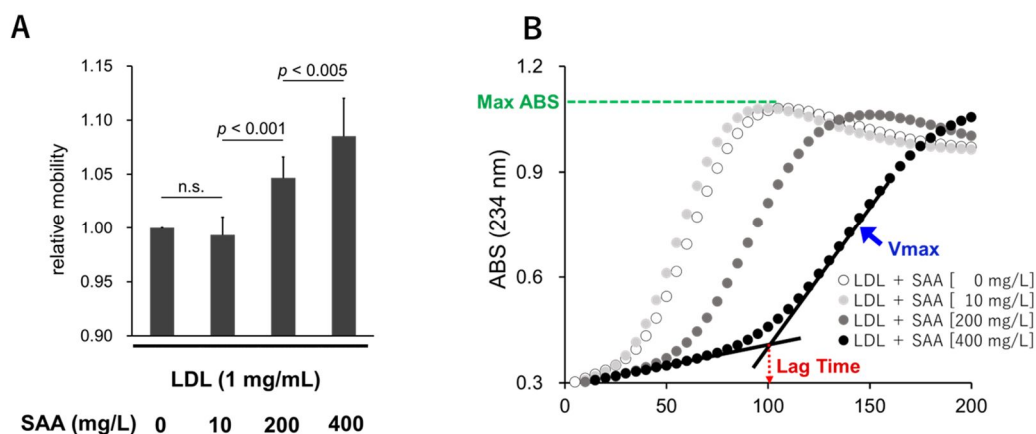 A
1.15
1.10
1.05
1.00
0.95
0.90
relative mobility
n.s.
p < 0.001
p < 0.005
LDL (1 mg/mL)
SAA (mg/L) 0 10 200 400
B
1.2
0.9
0.6
0.3
ABS (234 nm)
Max ABS
Vmax
LDL + SAA [ 0 mg/L]
LDL + SAA [ 10 mg/L]
LDL + SAA [200 mg/L]
LDL + SAA [400 mg/L]
Lag Time
0 50 100 150 200